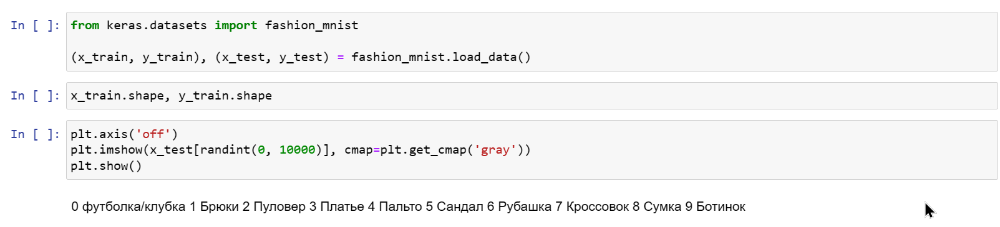 In [ ]: from keras.datasets import fashion_mnist
(x_train, y_train), (x_test, y_test) = fashion_mnist.load_data()
In [ ]: x_train.shape, y_train.shape
In [ ]: plt.axis('off')
plt.imshow(x_test[randint(0, 10000)], cmap=plt.get_cmap('gray'))
plt.show()
0 футболка/клубка 1 Брюки 2 Пуловер 3 Платье 4 Пальто 5 Сандал 6 Рубашка 7 Кроссовок 8 Сумка 9 Ботинок